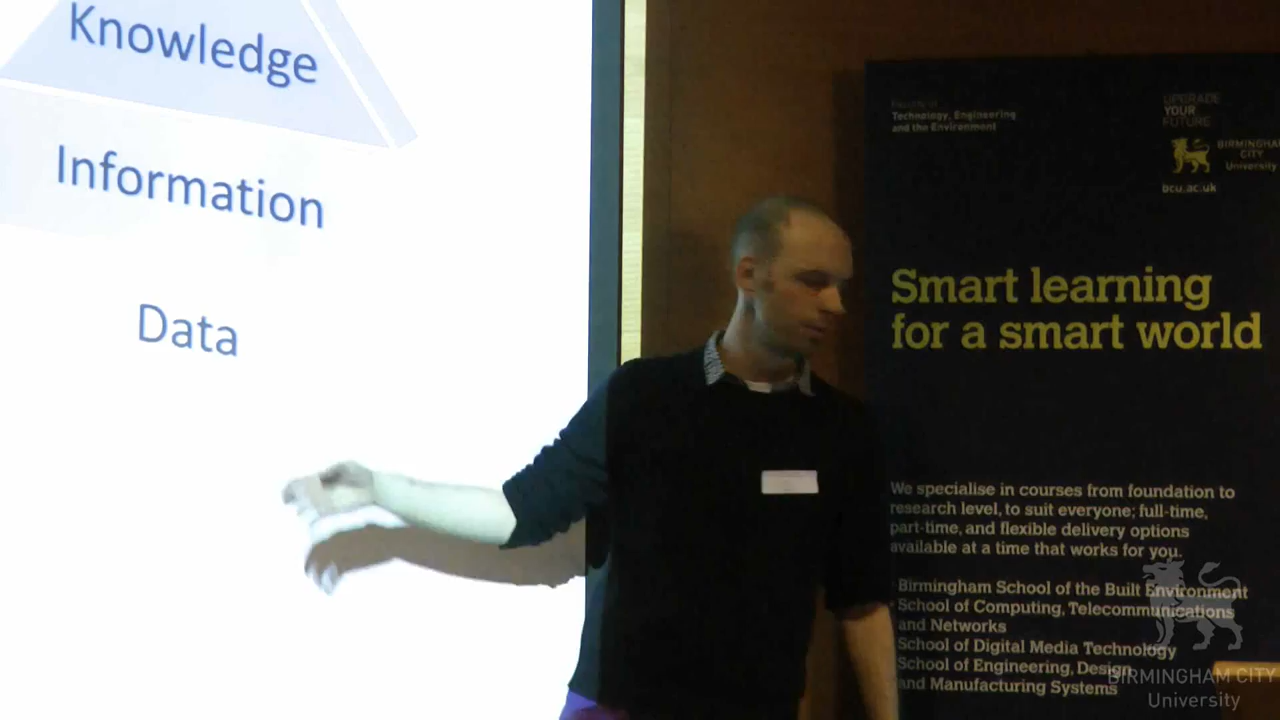 Knowledge
Information
Data
Faculty of
Technology, Engineering
and the Environment
UPGRADE
YOUR
FUTURE
BIRMINGHAM
CITY
University
bcu.ac.uk
Smart learning
for a smart world
We specialise in courses from foundation to
research level, to suit everyone; full-time,
part-time, and flexible delivery options
available at a time that works for you.
Birmingham School of the Built Environment
School of Computing, Telecommunications
and Networks
School of Digital Media Technology
School of Engineering, Design
and Manufacturing Systems
BIRMINGHAM CITY
University